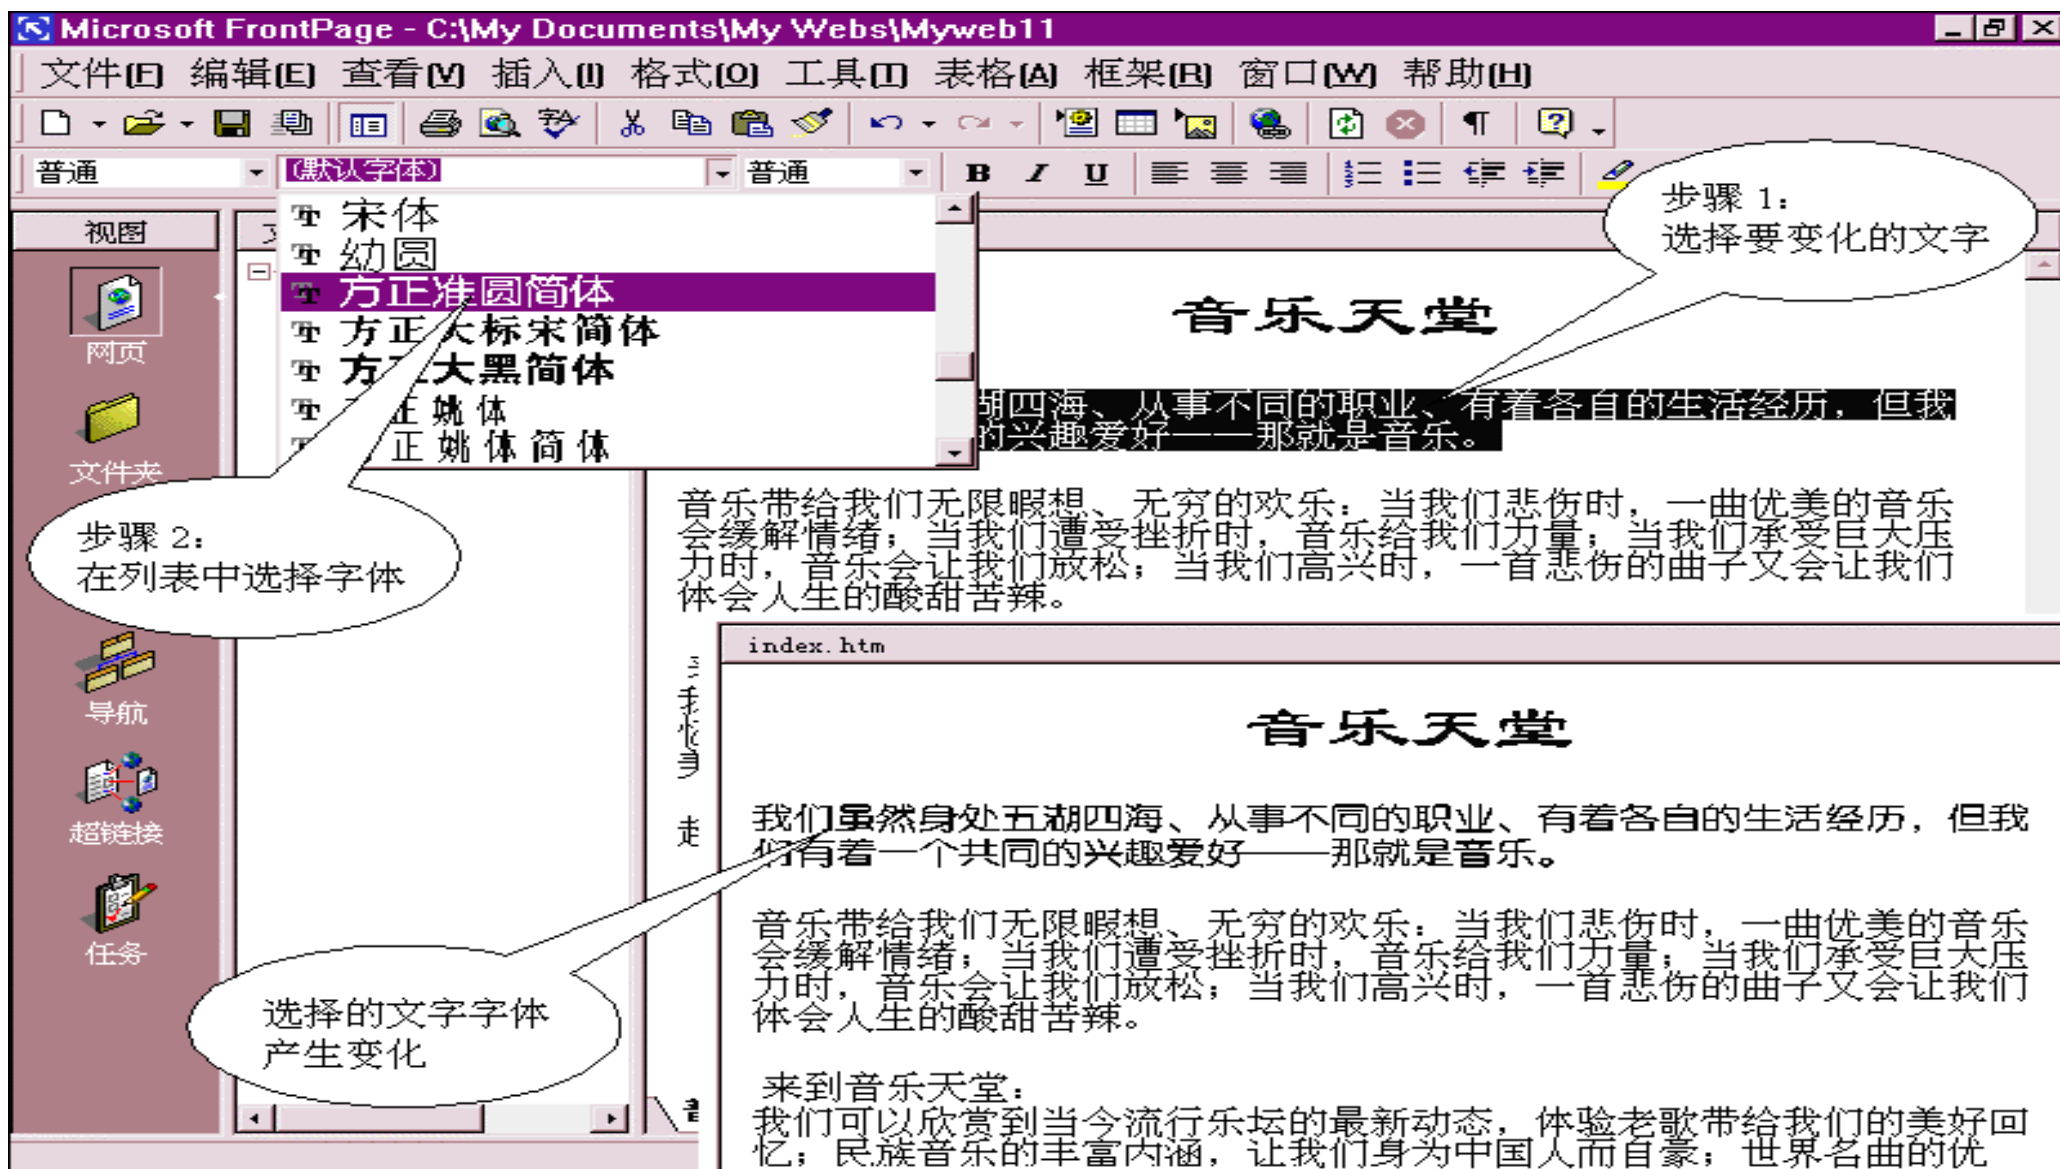 Microsoft FrontPage - C:\My Documents\My Webs\Myweb11
文件(F) 编辑(E) 查看(V) 插入(I) 格式(O) 工具(T) 表格(A) 框架(R) 窗口(W) 帮助(H)
普通 (默认字体) 普通 B I U
步骤 1:
选择要变化的文字
视图
宋体
幼圆
方正准圆简体
方正大标宋简体
方正大黑简体
正姚体
正姚体简体
网页
文件夹
导航
超链接
任务
步骤 2:
在列表中选择字体
音乐天堂
湖四海、从事不同的职业、有着各自的生活经历，但我
的兴趣爱好——那就是音乐。
音乐带给我们无限暇想、无穷的欢乐：当我们悲伤时，一曲优美的音乐
会缓解情绪；当我们遭受挫折时，音乐给我们力量；当我们承受巨大压
力时，音乐会让我们放松；当我们高兴时，一首悲伤的曲子又会让我们
体会人生的酸甜苦辣。
index.htm
音乐天堂
我们虽然身处五湖四海、从事不同的职业、有着各自的生活经历，但我
们有着一个共同的兴趣爱好——那就是音乐。
音乐带给我们无限暇想、无穷的欢乐：当我们悲伤时，一曲优美的音乐
会缓解情绪；当我们遭受挫折时，音乐给我们力量；当我们承受巨大压
力时，音乐会让我们放松；当我们高兴时，一首悲伤的曲子又会让我们
体会人生的酸甜苦辣。
来到音乐天堂：
我们可以欣赏到当今流行乐坛的最新动态，体验老歌带给我们的美好回
忆；民族音乐的丰富内涵，让我们身为中国人而自豪；世界名曲的优
选择的文字字体
产生变化